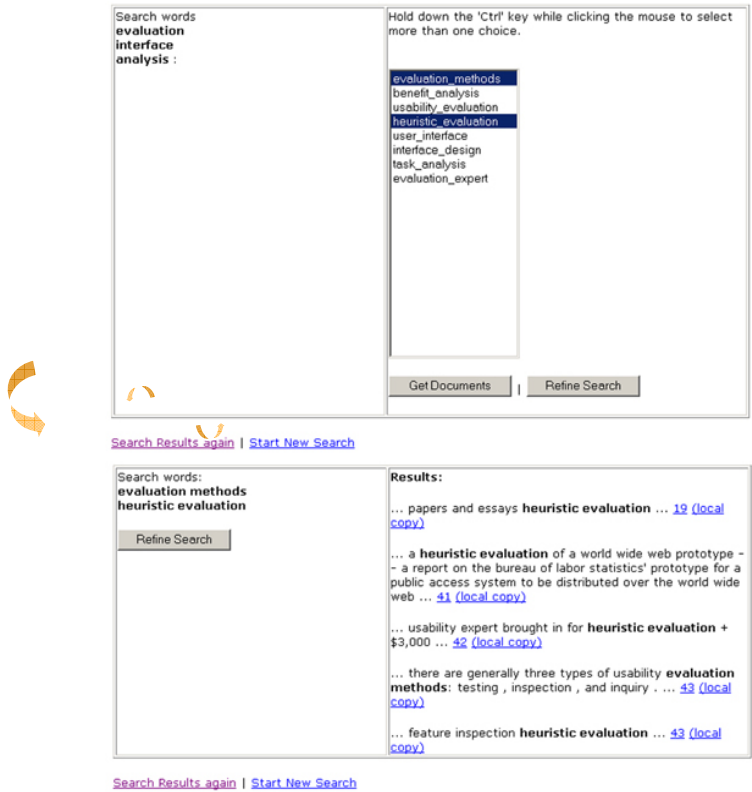 Search words
evaluation
interface
analysis :
Hold down the 'Ctrl' key while clicking the mouse to select
more than one choice.
evaluation_methods
benefit_analysis
usability_evaluation
heuristic_evaluation
user_interface
interface_design
task_analysis
evaluation_expert
Get Documents | Refine Search
Search Results again | Start New Search
Search words:
evaluation methods
heuristic evaluation
Refine Search
Results:
... papers and essays heuristic evaluation ... 19 (local
copy)
... a heuristic evaluation of a world wide web prototype -
- a report on the bureau of labor statistics' prototype for a
public access system to be distributed over the world wide
web ... 41 (local copy)
... usability expert brought in for heuristic evaluation +
$3,000 ... 42 (local copy)
... there are generally three types of usability evaluation
methods: testing , inspection , and inquiry . ... 43 (local
copy)
... feature inspection heuristic evaluation ... 43 (local
copy)
Search Results again | Start New Search